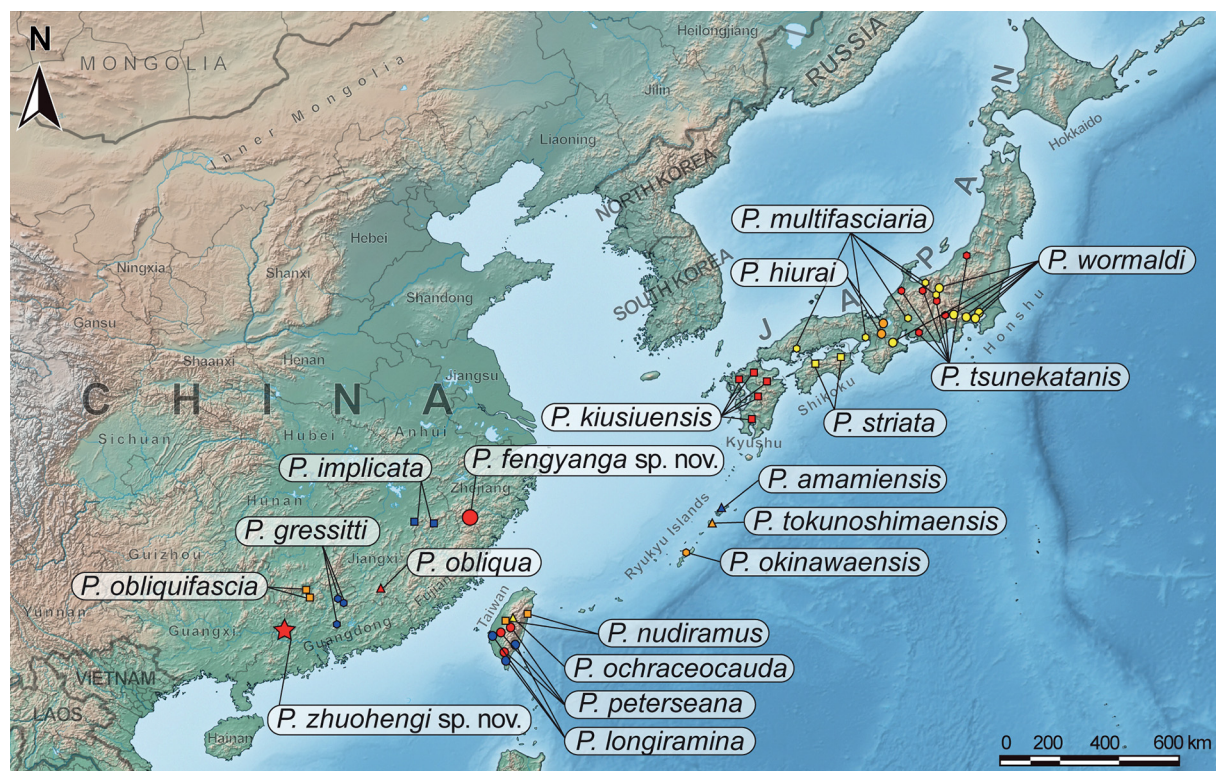 N
MONGOLIA
Heilongjiang
RUSSIA
Inner Mongolia
Jilin
Liaoning
Hokkaido
NORTH KOREA
Hebei
P. multifasciaria
JAPAN
P. wormaldi
P. hiurai
Ningxia
Shanxi
SOUTH KOREA
Shandong
Honshu
Gansu
Shaanxi
Henan
Jiangsu
P. tsunekatanis
CHINA
Shikoku
P. kiusiuensis
P. striata
Sichuan
Hubei
Anhui
Kyushu
P. implicata
P. fengyanga sp. nov.
Zhejiang
P. amamiensis
Hunan
P. tokunoshimaensis
P. gressitti
Ryukyu Islands
Guizhou
Jiangxi
P. obliqua
P. okinawaensis
P. obliquifascia
Fujian
Yunnan
Taiwan
Guangxi
Guangdong
P. nudiramus
P. ochraceocauda
VIETNAM
P. peterseana
LAOS
P. zhuohengi sp. nov.
Hainan
P. longiramina
0 200 400 600 km